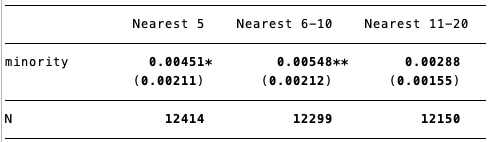 Nearest 5 Nearest 6-10 Nearest 11-20
minority 0.00451* 0.00548** 0.00288
(0.00211) (0.00212) (0.00155)
N 12414 12299 12150